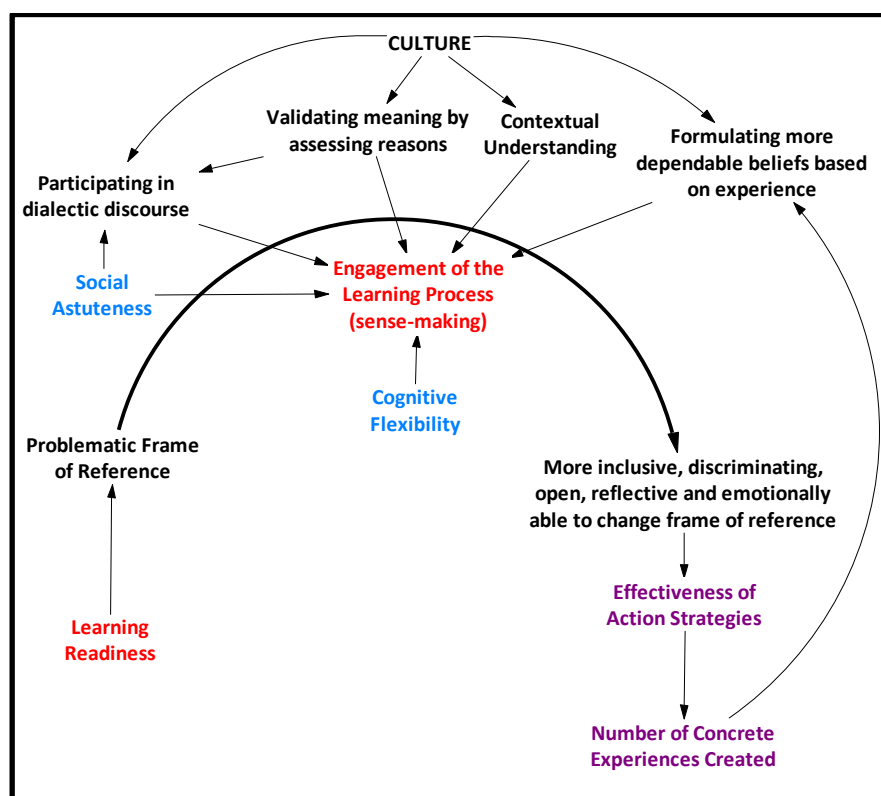 CULTURE
Validating meaning by
assessing reasons
Contextual
Understanding
Formulating more
dependable beliefs based
on experience
Participating in
dialectic discourse
Engagement of the
Learning Process
(sense-making)
Social
Astuteness
Cognitive
Flexibility
Problematic Frame
of Reference
More inclusive, discriminating,
open, reflective and emotionally
able to change frame of reference
Effectiveness of
Action Strategies
Learning
Readiness
Number of Concrete
Experiences Created